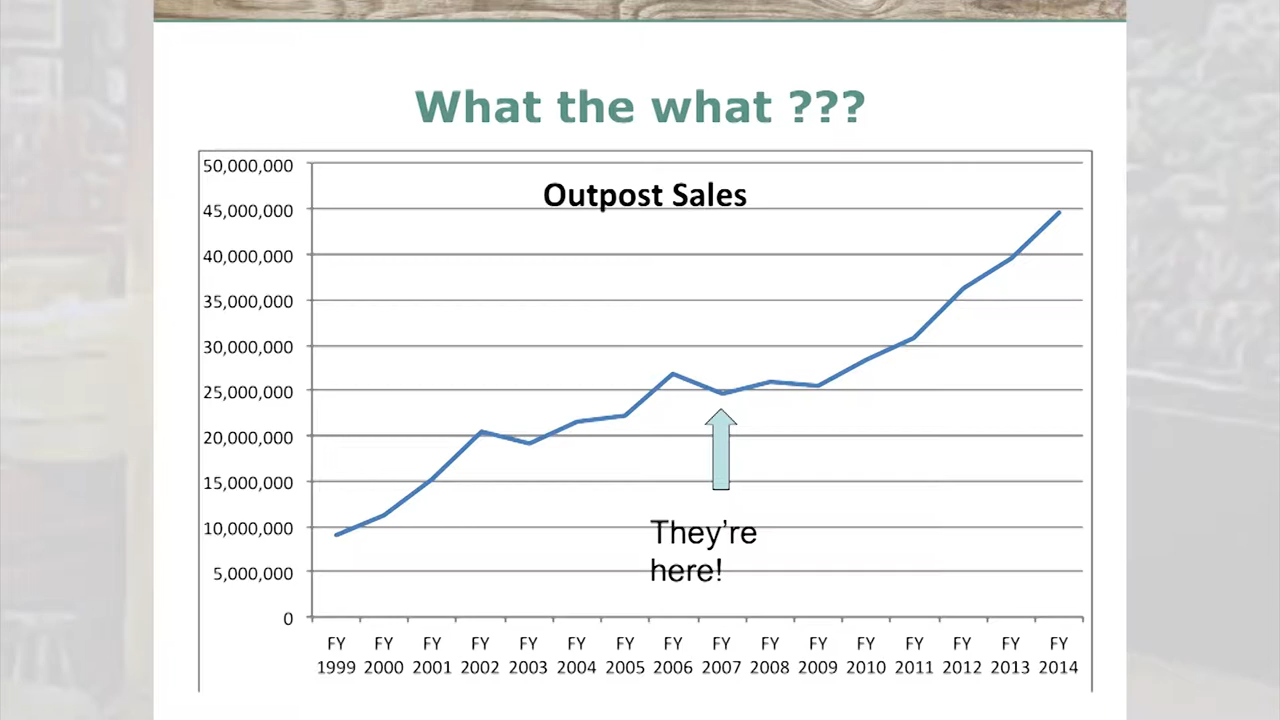 What the what ???
Outpost Sales
50,000,000
45,000,000
40,000,000
35,000,000
30,000,000
25,000,000
20,000,000
15,000,000
10,000,000
5,000,000
0
They’re
here!
FY FY FY FY FY FY FY FY FY FY FY FY FY FY FY FY
1999 2000 2001 2002 2003 2004 2005 2006 2007 2008 2009 2010 2011 2012 2013 2014